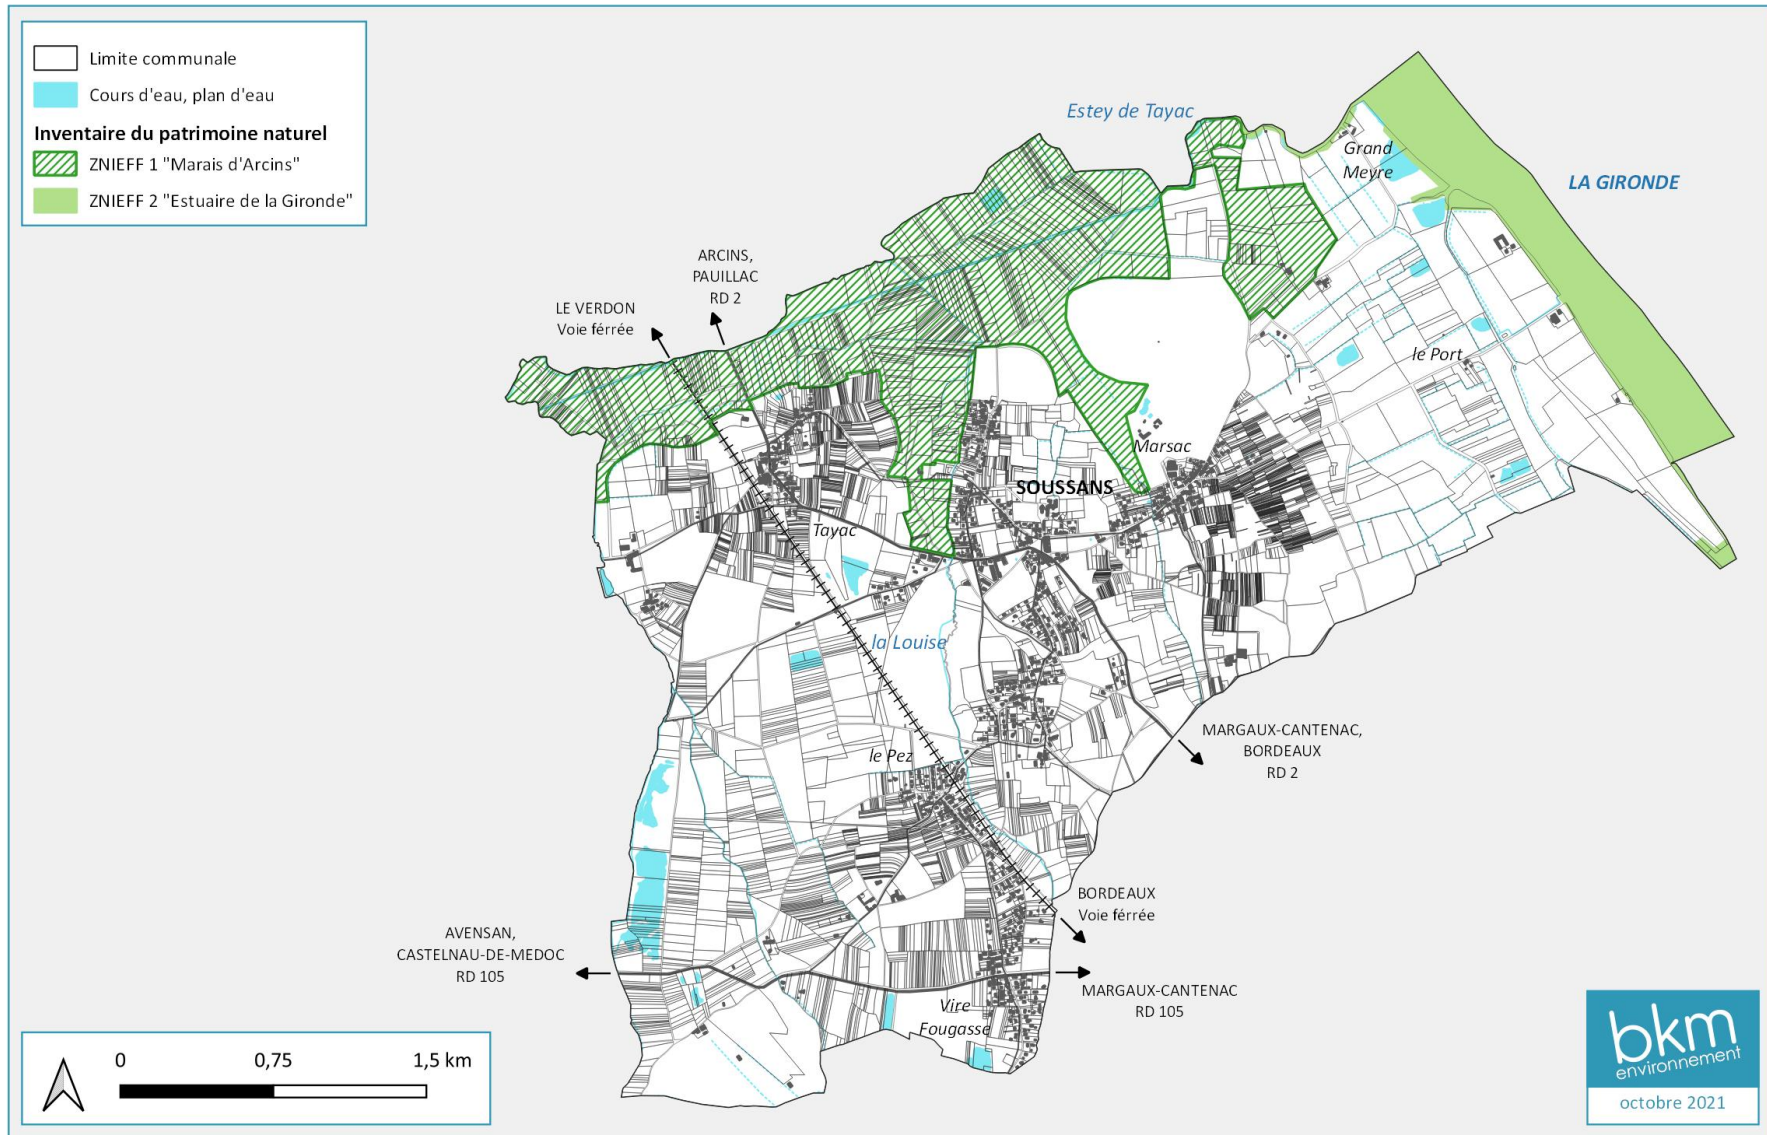 Limite communale
Cours d'eau, plan d'eau
Inventaire du patrimoine naturel
ZNIEFF 1 "Marais d'Arcins"
ZNIEFF 2 "Estuaire de la Gironde"
Estey de Tayac
Grand
Meyre
LA GIRONDE
ARCINS,
PAUILLAC
RD 2
LE VERDON
Voie férrée
le Port
Marsac
SOUSSANS
Tayac
la Louise
le Pez
MARGAUX-CANTENAC,
BORDEAUX
RD 2
BORDEAUX
Voie férrée
AVENSAN,
CASTELNAU-DE-MEDOC
RD 105
MARGAUX-CANTENAC
RD 105
Vire
Fougasse
0 0,75 1,5 km
bkm
environnement
octobre 2021